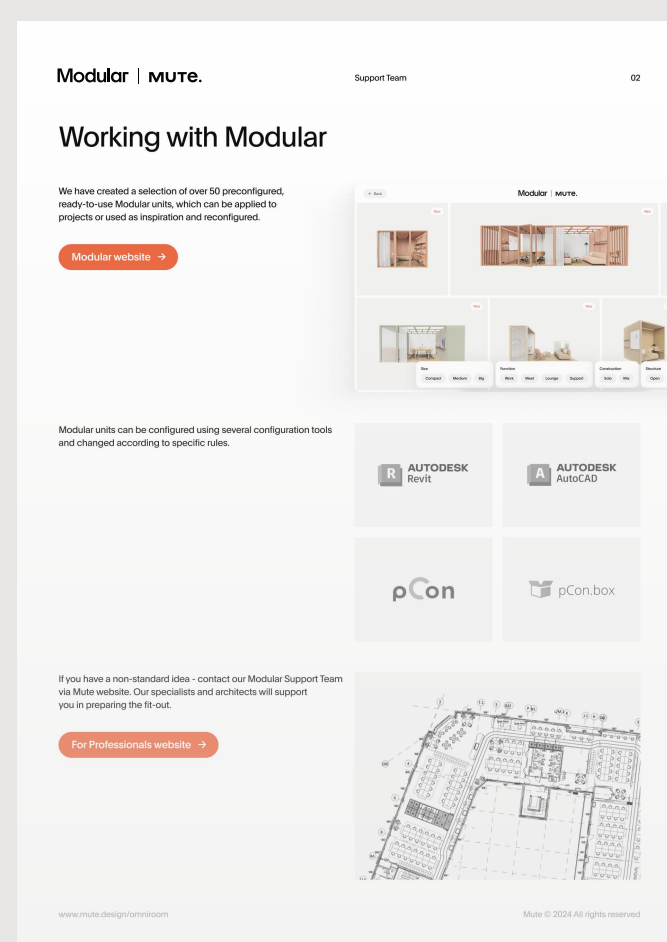 Modular | MUTE.
Support Team
02
Working with Modular
We have created a selection of over 50 preconfigured,
ready-to-use Modular units, which can be applied to
projects or used as inspiration and reconfigured.
Modular website →
← Back
Modular | MUTE.
New
New
New
New
Size
Compact Medium Big
Function
Work Meet Lounge Support
Construction
Solo Mix
Structure
Open
Modular units can be configured using several configuration tools
and changed according to specific rules.
R AUTODESK
Revit
A AUTODESK
AutoCAD
pCon
pCon.box
If you have a non-standard idea - contact our Modular Support Team
via Mute website. Our specialists and architects will support
you in preparing the fit-out.
For Professionals website →
www.mute.design/omniroom
Mute © 2024 All rights reserved